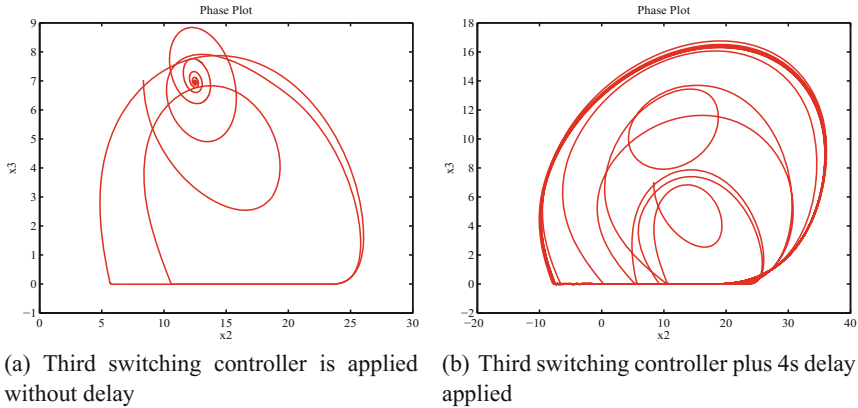 Phase Plot
9
8
7
6
5
4
3
2
1
0
−1
x3
0 5 10 15 20 25 30
x2
(a) Third switching controller is applied
without delay
Phase Plot
18
16
14
12
10
8
6
4
2
0
−2
x3
−20 −10 0 10 20 30 40
x2
(b) Third switching controller plus 4s delay
applied